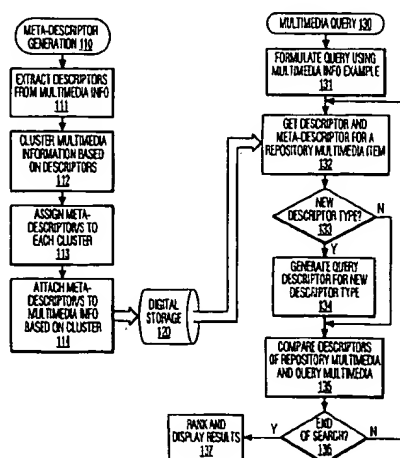 META-DESCRIPTOR
GENERATION 110
EXTRACT DESCRIPTORS
FROM MULTIMEDIA INFO
111
CLUSTER MULTIMEDIA
INFORMATION BASED
ON DESCRIPTORS
112
ASSIGN META-
DESCRIPTOR/S TO
EACH CLUSTER
113
ATTACH META-
DESCRIPTOR/S TO
MULTIMEDIA INFO
BASED ON CLUSTER
114
DIGITAL
STORAGE
120
MULTIMEDIA QUERY 130
FORMULATE QUERY USING
MULTIMEDIA INFO EXAMPLE
131
GET DESCRIPTOR AND
META-DESCRIPTOR FOR A
REPOSITORY MULTIMEDIA ITEM
132
NEW
DESCRIPTOR TYPE?
133
N
Y
GENERATE QUERY
DESCRIPTOR FOR NEW
DESCRIPTOR TYPE
134
COMPARE DESCRIPTORS
OF REPOSITORY MULTIMEDIA
AND QUERY MULTIMEDIA
135
END
OF SEARCH?
136
Y
N
RANK AND
DISPLAY RESULTS
137